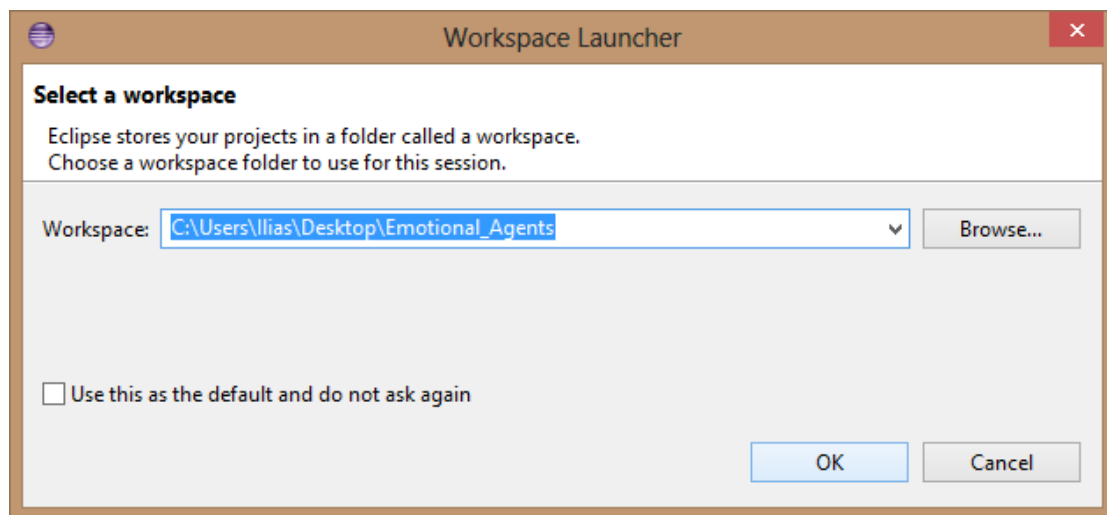 Workspace Launcher
Select a workspace
Eclipse stores your projects in a folder called a workspace.
Choose a workspace folder to use for this session.
Workspace: C:\Users\Ilias\Desktop\Emotional_Agents Browse...
Use this as the default and do not ask again
OK Cancel